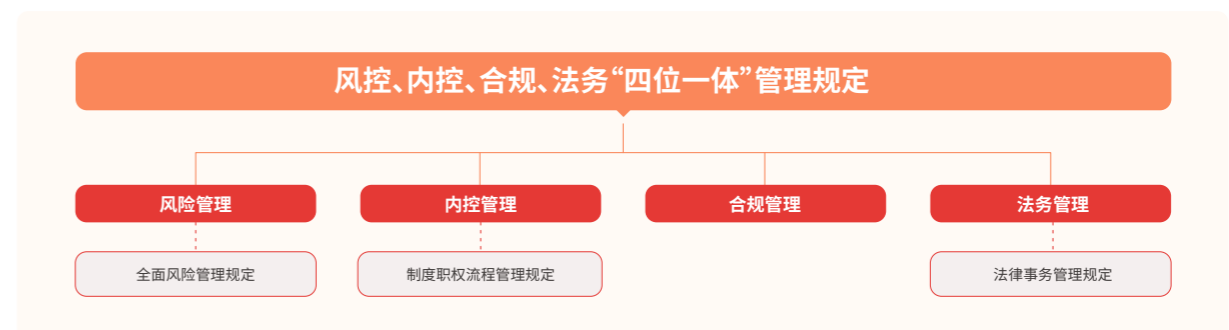 风控、内控、合规、法务“四位一体”管理规定
风险管理
内控管理
合规管理
法务管理
全面风险管理规定
制度职权流程管理规定
法律事务管理规定